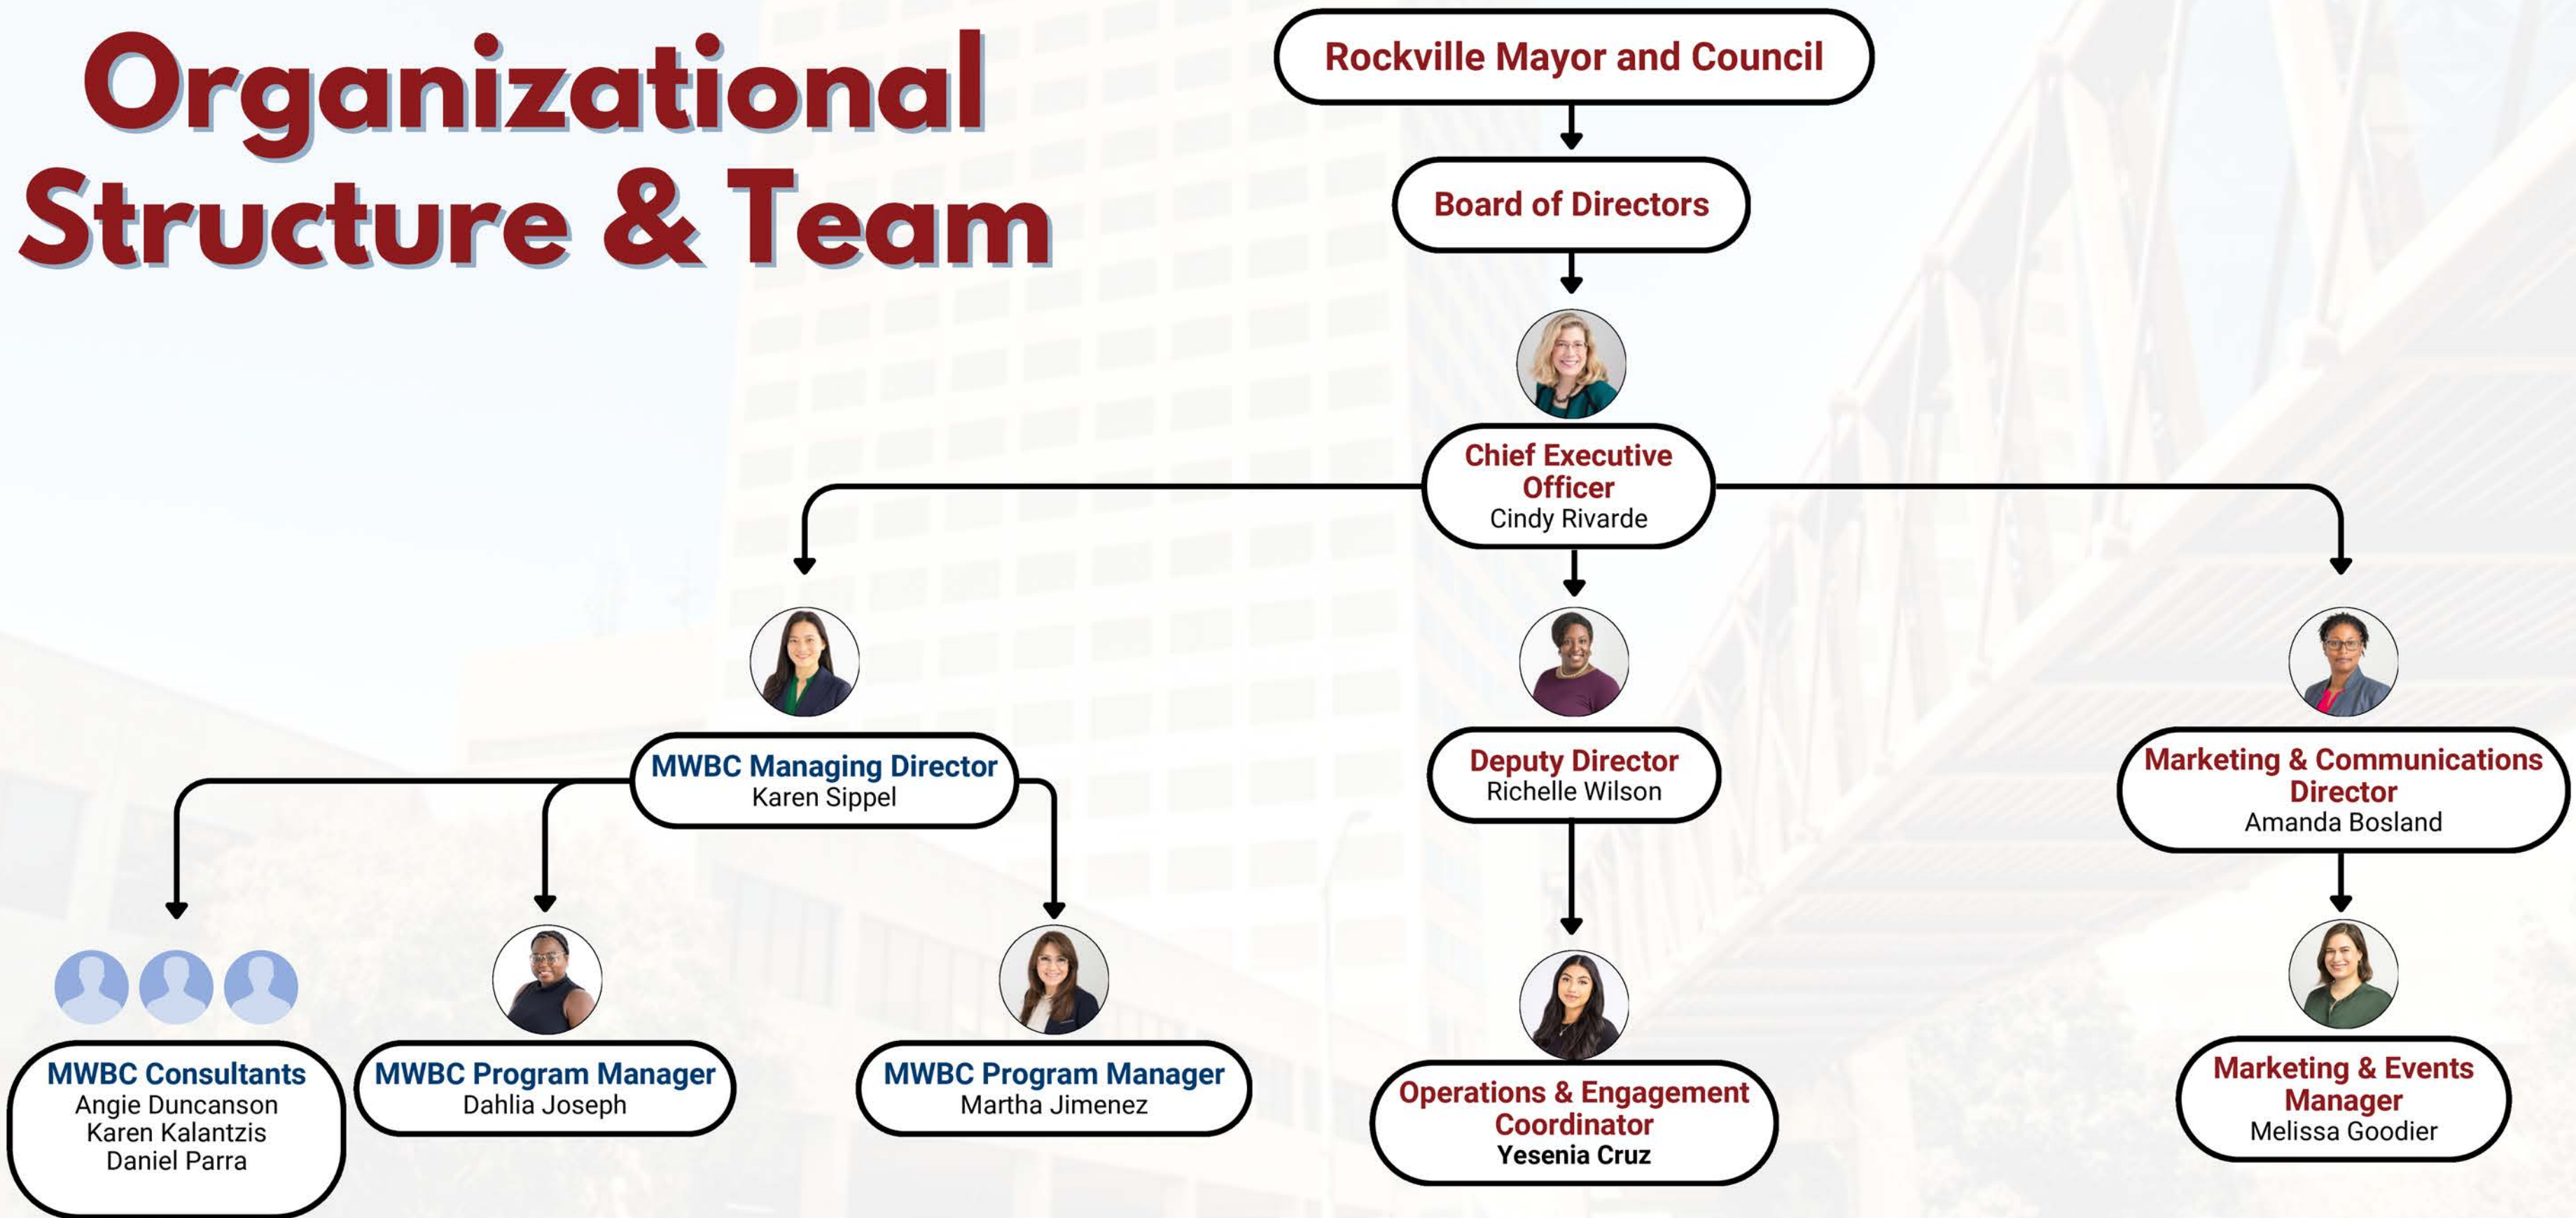 Organizational
Structure & Team
Rockville Mayor and Council
Board of Directors
Chief Executive
Officer
Cindy Rivarde
MWBC Managing Director
Karen Sippel
Deputy Director
Richelle Wilson
Marketing & Communications
Director
Amanda Bosland
MWBC Consultants
Angie Duncanson
Karen Kalantzis
Daniel Parra
MWBC Program Manager
Dahlia Joseph
MWBC Program Manager
Martha Jimenez
Operations & Engagement
Coordinator
Yesenia Cruz
Marketing & Events
Manager
Melissa Goodier